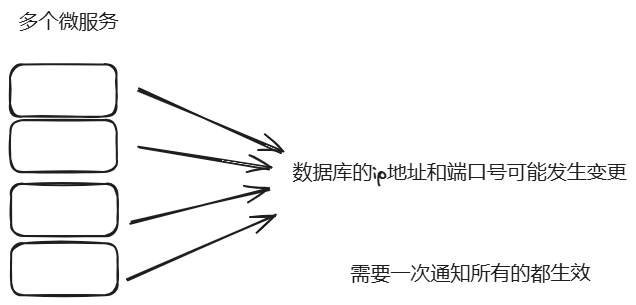 多个微服务
数据库的ip地址和端口号可能发生变更
需要一次通知所有的都生效